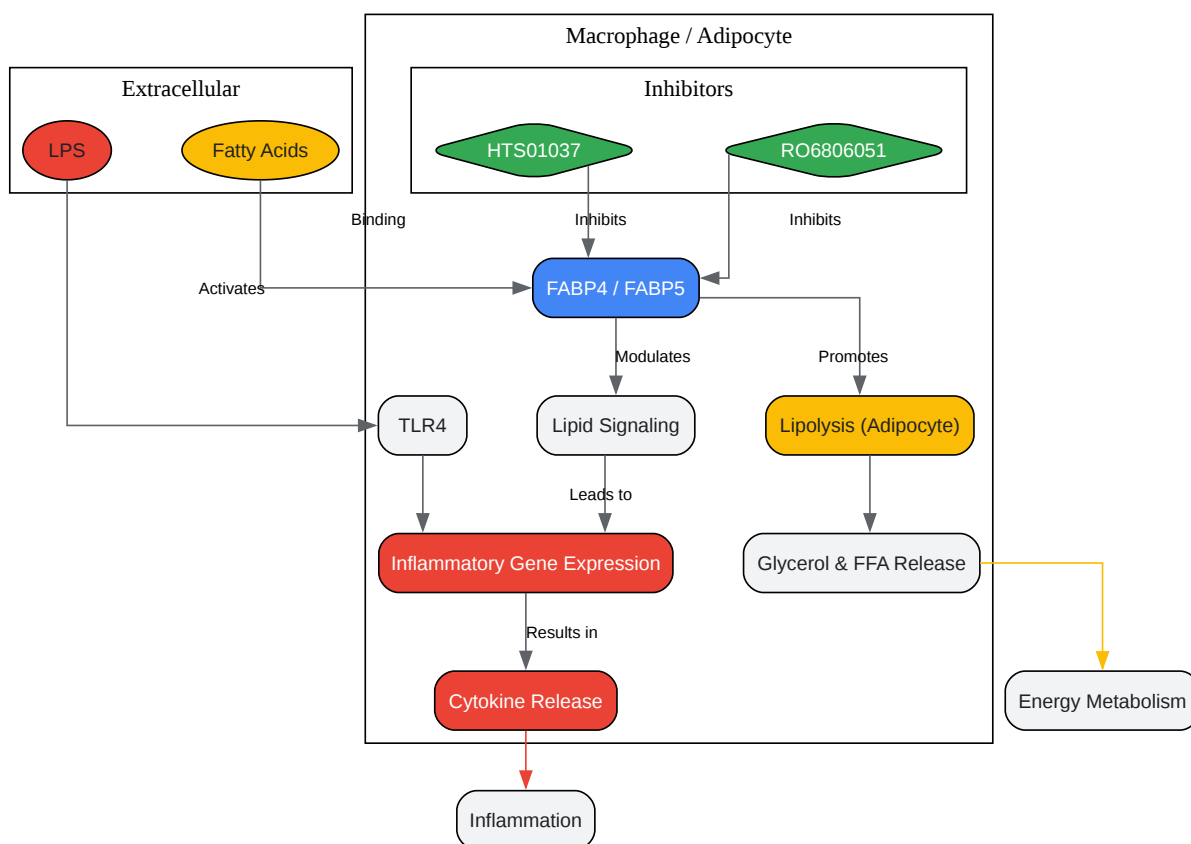 Macrophage / Adipocyte
Extracellular
Inhibitors
LPS
Fatty Acids
HTS01037
RO6806051
Binding
Inhibits
Inhibits
Activates
FABP4 / FABP5
Modulates
Promotes
TLR4
Lipid Signaling
Lipolysis (Adipocyte)
Leads to
Inflammatory Gene Expression
Glycerol & FFA Release
Results in
Cytokine Release
Energy Metabolism
Inflammation